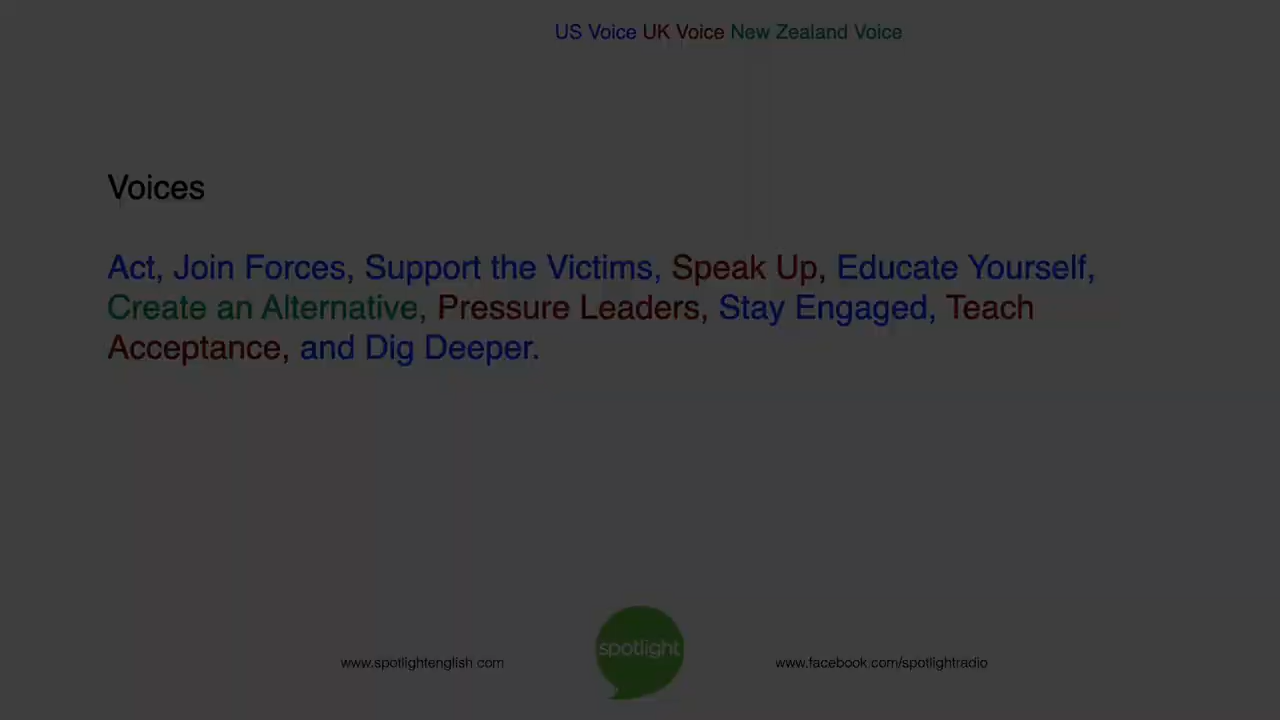 US Voice UK Voice New Zealand Voice
Voices
Act, Join Forces, Support the Victims, Speak Up, Educate Yourself,
Create an Alternative, Pressure Leaders, Stay Engaged, Teach
Acceptance, and Dig Deeper.
spotlight
www.spotlightenglish.com
www.facebook.com/spotlightradio